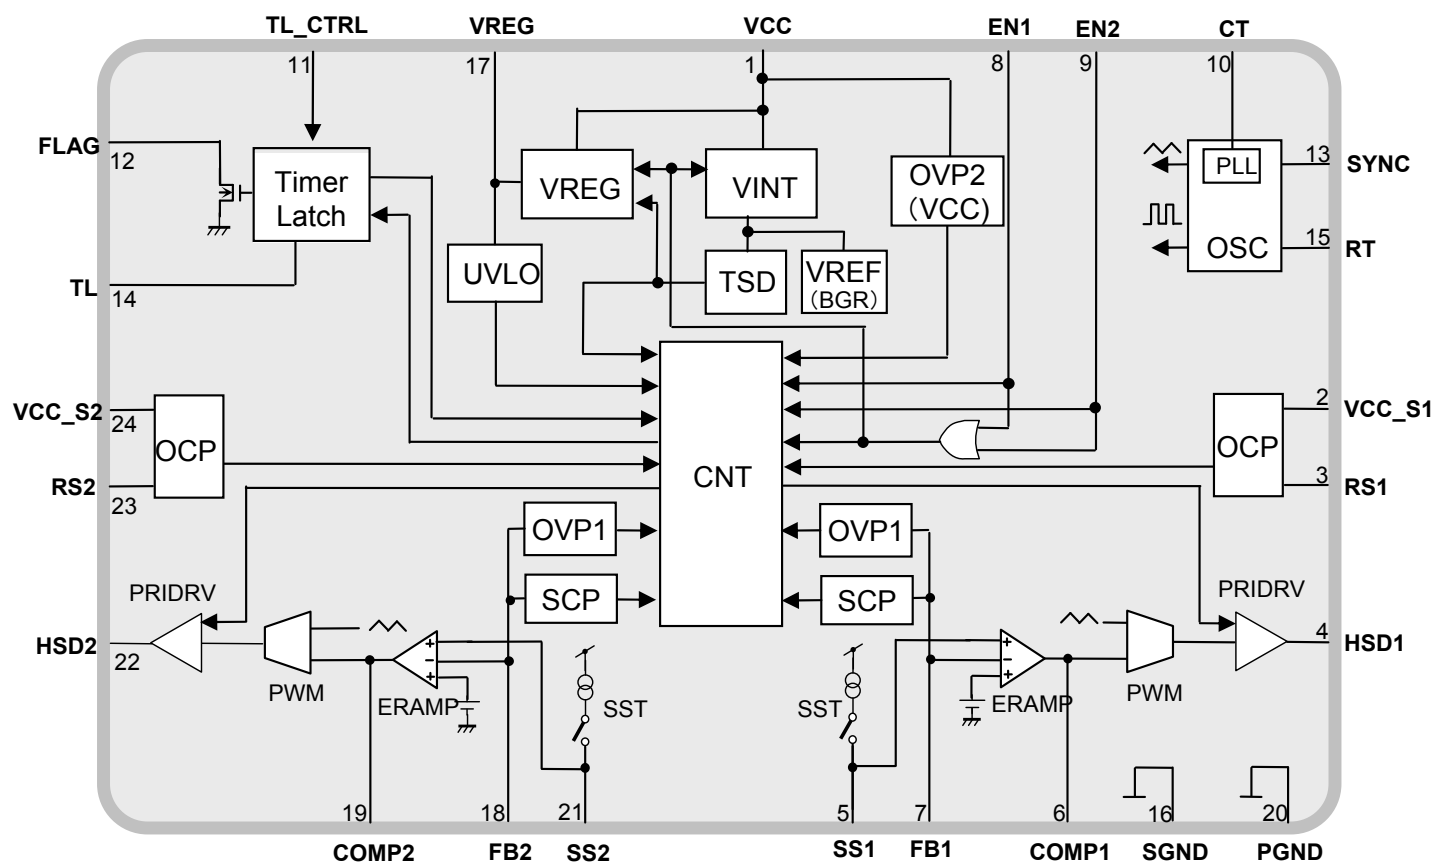 TL_CTRL VREG VCC EN1 EN2 CT
11 17 1 8 9 10
FLAG
12
Timer
Latch
VREG
VINT
OVP2
(VCC)
PLL
OSC
13 SYNC
15 RT
TL
14
UVLO
TSD
VREF
(BGR)
VCC_S2
24
OCP
RS2
23
CNT
OCP
2 VCC_S1
3 RS1
OVP1
SCP
OVP1
SCP
PRIDRV
HSD2
22
PWM
ERAMP
SST
SST
ERAMP
PWM
PRIDRV
4 HSD1
19 18 21 5 7 6 16 20
COMP2 FB2 SS2 SS1 FB1 COMP1 SGND PGND